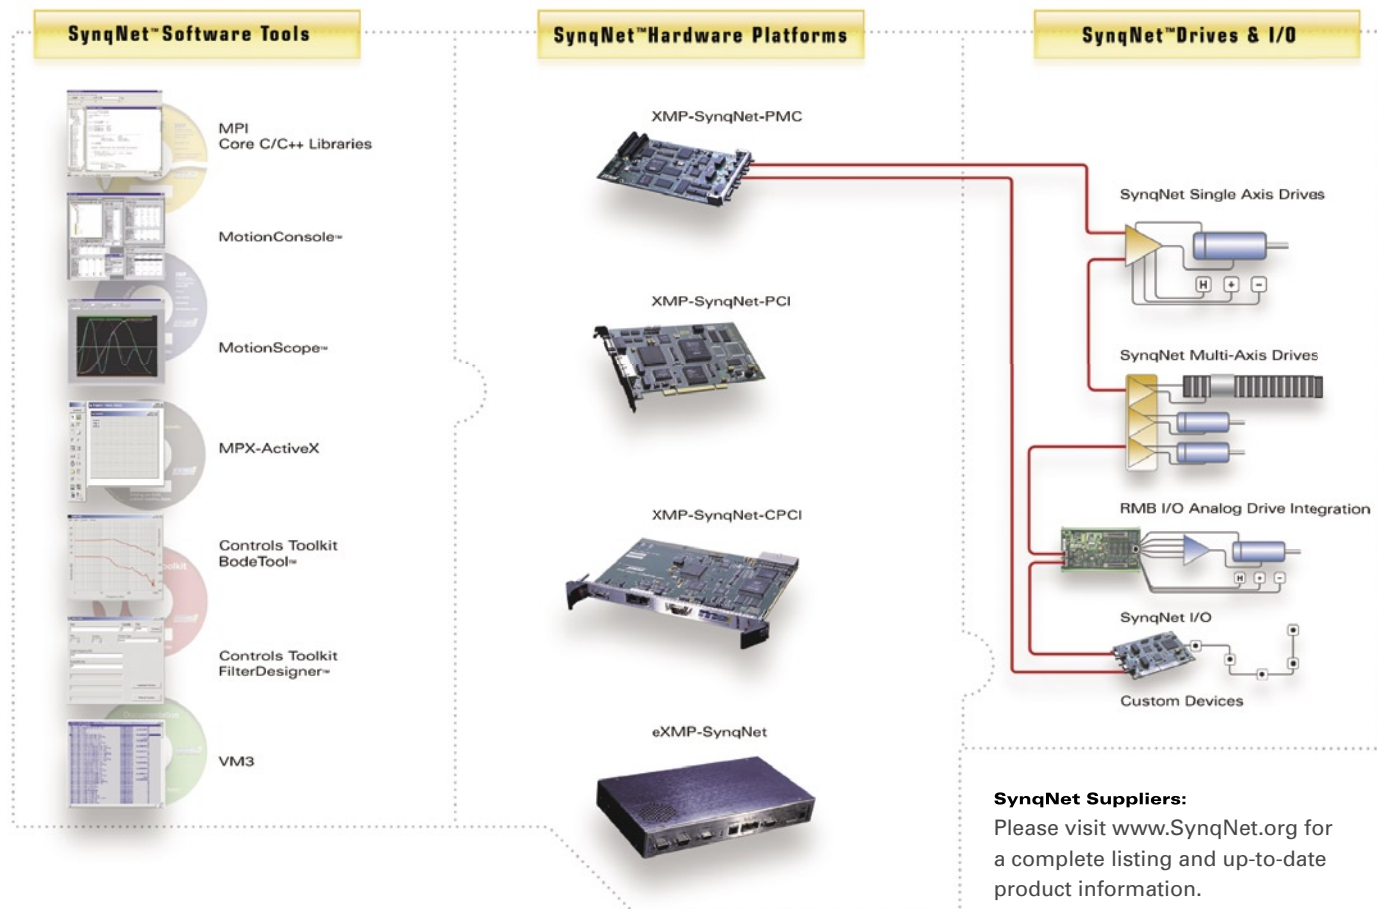 SynqNet™ Software Tools
MPI
Core C/C++ Libraries
MotionConsole™
MotionScope™
MPX-ActiveX
Controls Toolkit
BodeTool™
Controls Toolkit
FilterDesigner™
VM3
SynqNet™ Hardware Platforms
XMP-SynqNet-PMC
XMP-SynqNet-PCI
XMP-SynqNet-CPCI
eXMP-SynqNet
SynqNet™ Drives & I/O
SynqNet Single Axis Drives
H + −
SynqNet Multi-Axis Drives
RMB I/O Analog Drive Integration
H + −
SynqNet I/O
Custom Devices
SynqNet Suppliers:
Please visit www.SynqNet.org for
a complete listing and up-to-date
product information.